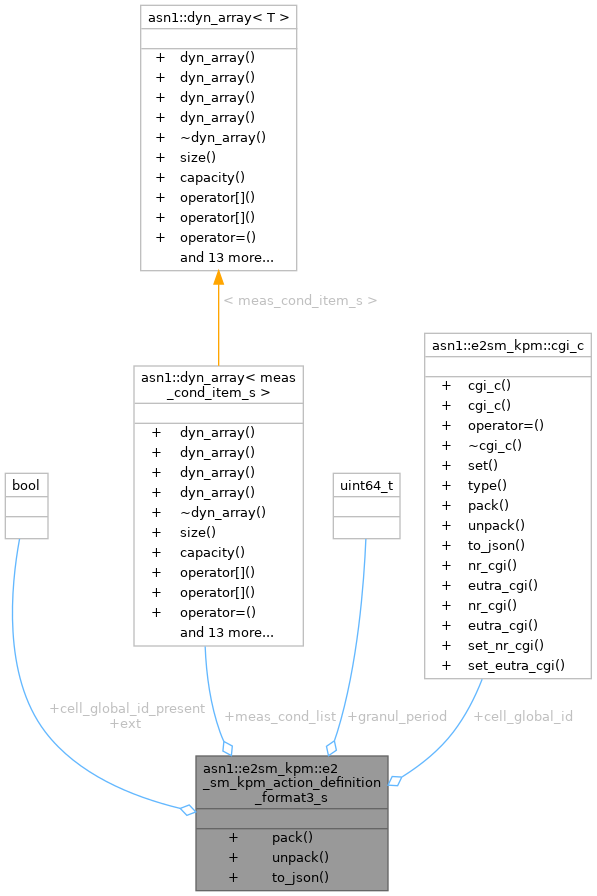 asn1::dyn_array< T >
+ dyn_array()
+ dyn_array()
+ dyn_array()
+ dyn_array()
+ ~dyn_array()
+ size()
+ capacity()
+ operator[]()
+ operator[]()
+ operator=()
and 13 more...
< meas_cond_item_s >
asn1::dyn_array< meas
_cond_item_s >
+ dyn_array()
+ dyn_array()
+ dyn_array()
+ dyn_array()
+ ~dyn_array()
+ size()
+ capacity()
+ operator[]()
+ operator[]()
+ operator=()
and 13 more...
asn1::e2sm_kpm::cgi_c
+ cgi_c()
+ cgi_c()
+ operator=()
+ ~cgi_c()
+ set()
+ type()
+ pack()
+ unpack()
+ to_json()
+ nr_cgi()
+ eutra_cgi()
+ nr_cgi()
+ eutra_cgi()
+ set_nr_cgi()
+ set_eutra_cgi()
bool
uint64_t
+cell_global_id_present
+ext
+meas_cond_list
+granul_period
+cell_global_id
asn1::e2sm_kpm::e2
_sm_kpm_action_definition
_format3_s
+ pack()
+ unpack()
+ to_json()